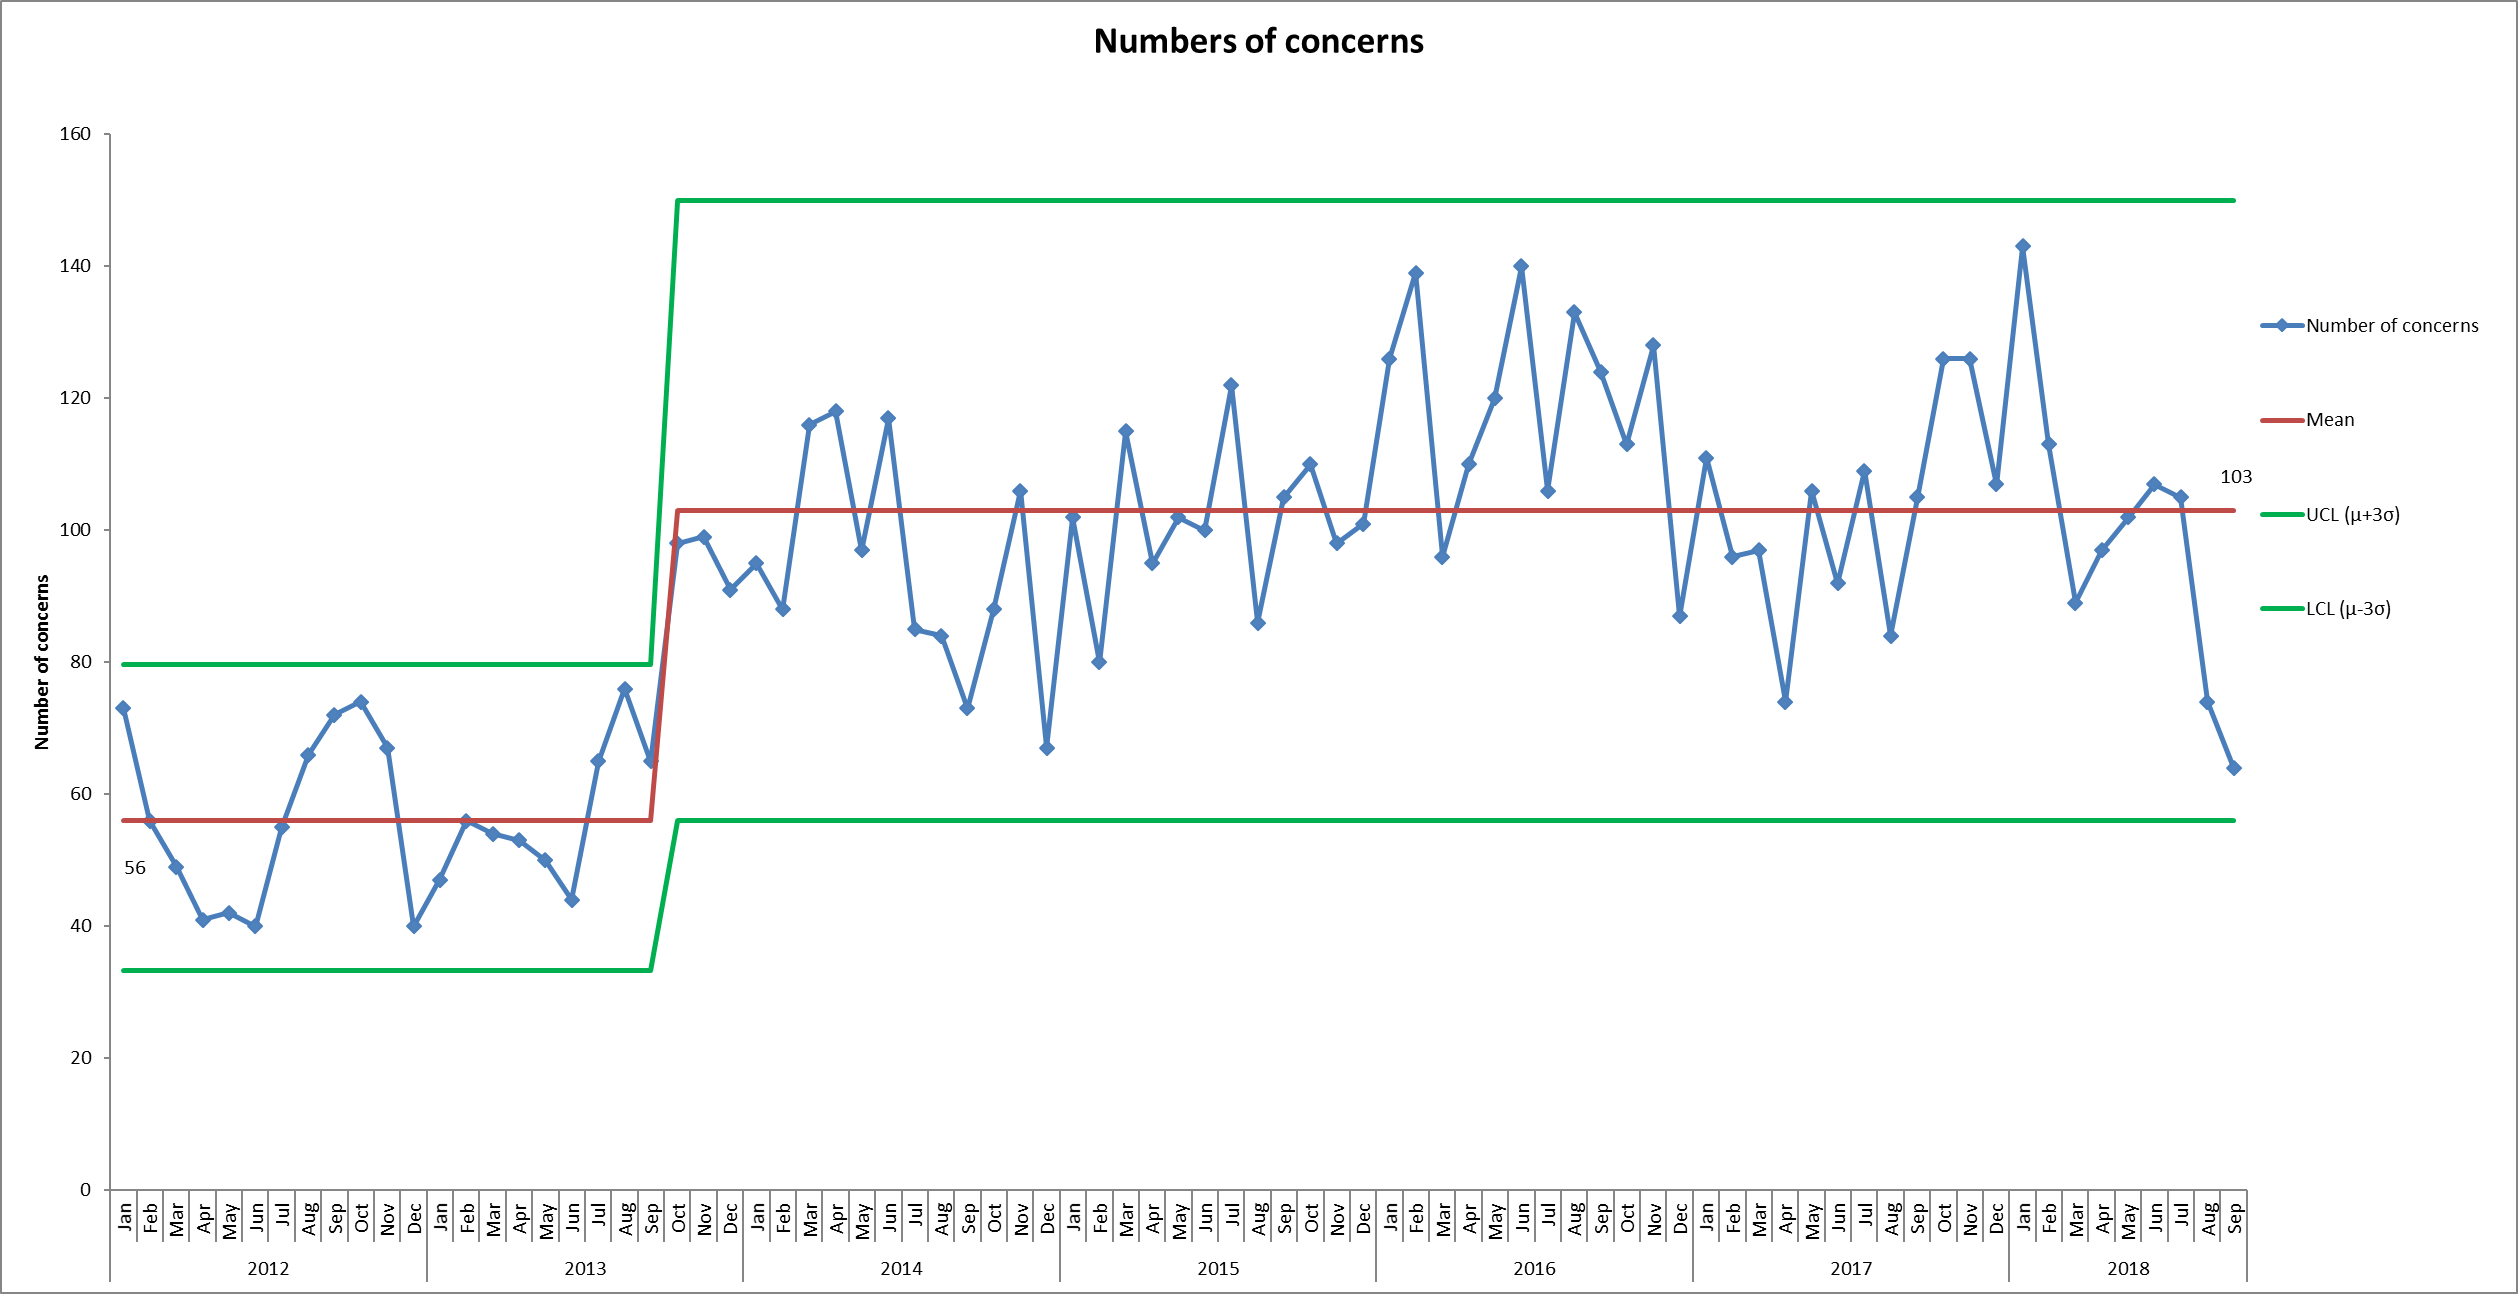 Numbers of concerns
160
140
120
100
80
60
40
20
0
Number of concerns
56
103
Number of concerns
Mean
UCL (μ+3σ)
LCL (μ-3σ)
Jan Feb Mar Apr May Jun Jul Aug Sep Oct Nov Dec Jan Feb Mar Apr May Jun Jul Aug Sep Oct Nov Dec Jan Feb Mar Apr May Jun Jul Aug Sep Oct Nov Dec Jan Feb Mar Apr May Jun Jul Aug Sep Oct Nov Dec Jan Feb Mar Apr May Jun Jul Aug Sep Oct Nov Dec Jan Feb Mar Apr May Jun Jul Aug Sep Oct Nov Dec Jan Feb Mar Apr May Jun Jul Aug Sep
2012 2013 2014 2015 2016 2017 2018